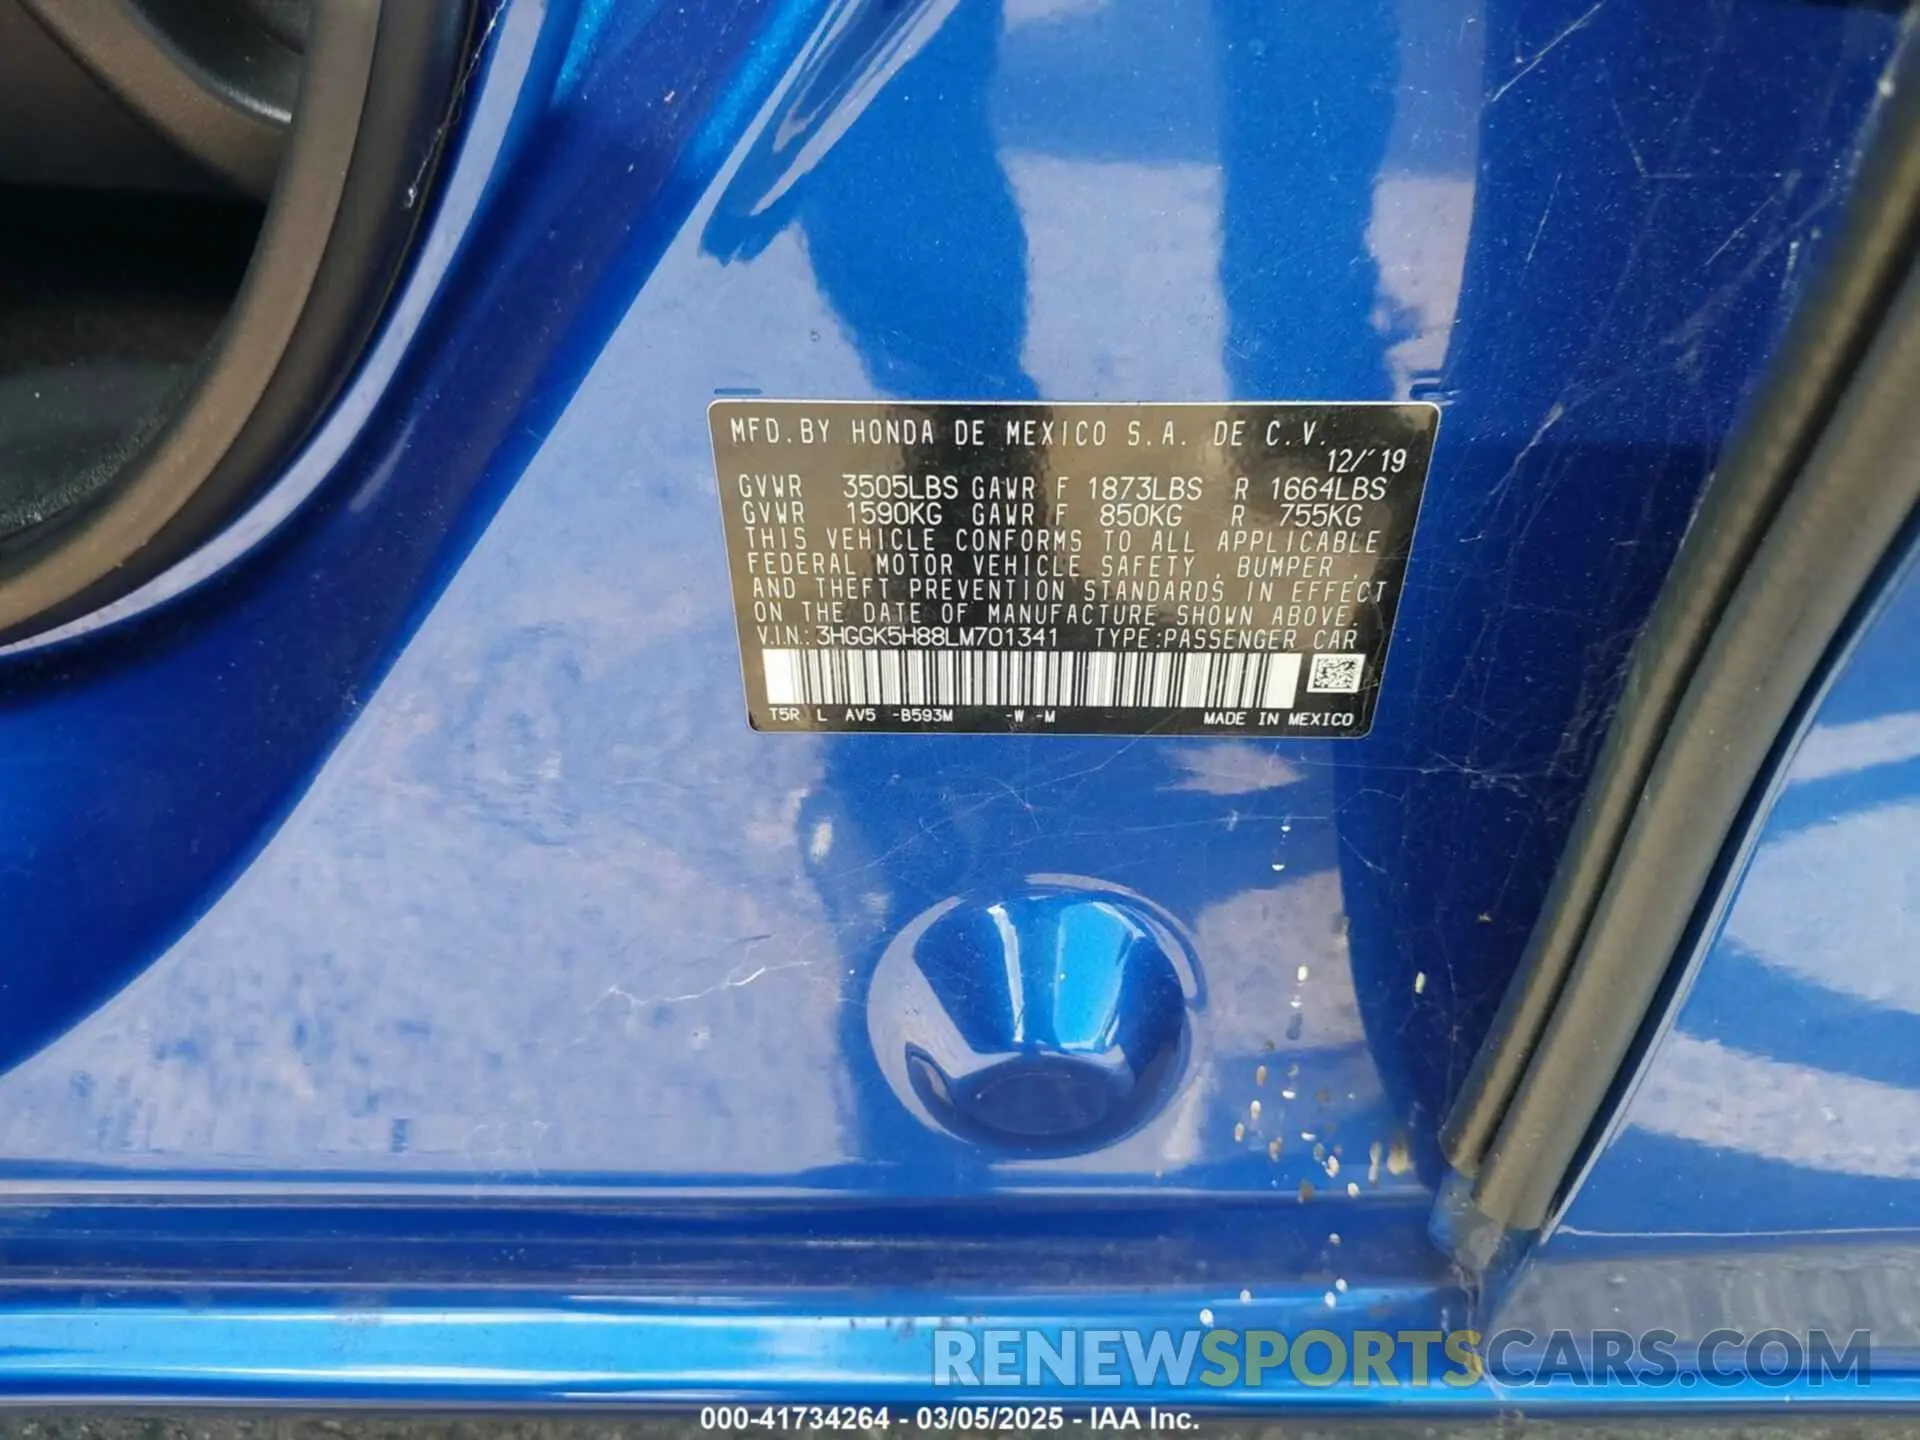 MFD.BY HONDA DE MEXICO S.A. DE C.V.
12/'19
GVWR 3505LBS GAWR F 1873LBS R 1664LBS
GVWR 1590KG GAWR F 850KG R 755KG
THIS VEHICLE CONFORMS TO ALL APPLICABLE
FEDERAL MOTOR VEHICLE SAFETY, BUMPER,
AND THEFT PREVENTION STANDARDS IN EFFECT
ON THE DATE OF MANUFACTURE SHOWN ABOVE.
V.I.N.: 3HGGK5H88LM701341 TYPE:PASSENGER CAR
T5R L AV5 -B593M -W -M MADE IN MEXICO
RENEWSPORTSCARS.COM
000-41734264 - 03/05/2025 - IAA Inc.